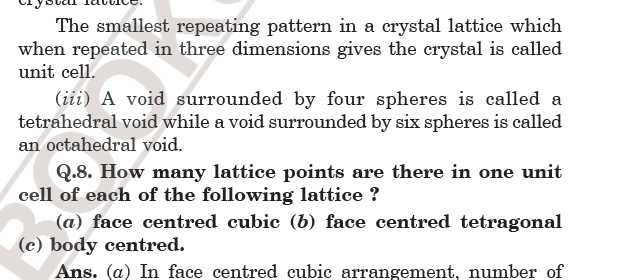 crystal lattice.
The smallest repeating pattern in a crystal lattice which
when repeated in three dimensions gives the crystal is called
unit cell.
(iii) A void surrounded by four spheres is called a
tetrahedral void while a void surrounded by six spheres is called
an octahedral void.
Q.8. How many lattice points are there in one unit
cell of each of the following lattice ?
(a) face centred cubic (b) face centred tetragonal
(c) body centred.
Ans. (a) In face centred cubic arrangement, number of